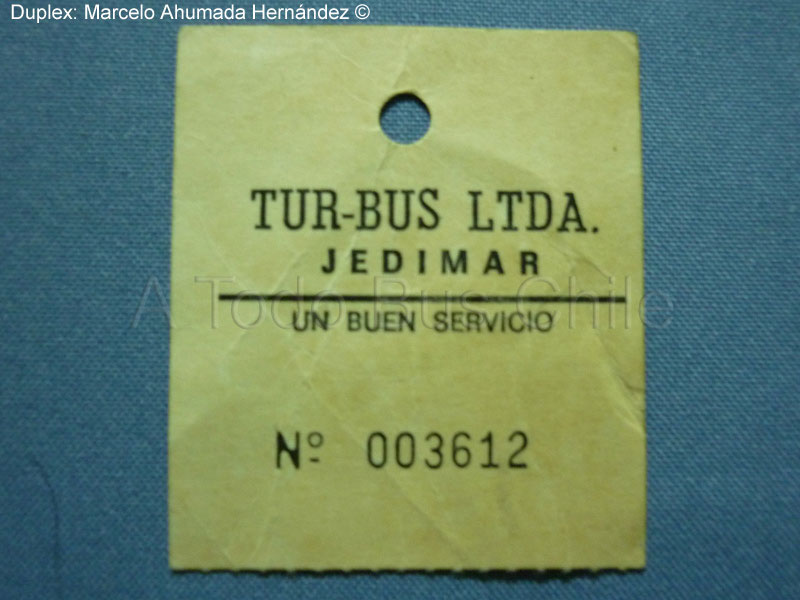 Duplex: Marcelo Ahumada Hernández ©
TUR-BUS LTDA.
JEDIMAR
A Todo Bus Chile
UN BUEN SERVICIO
Nº 003612